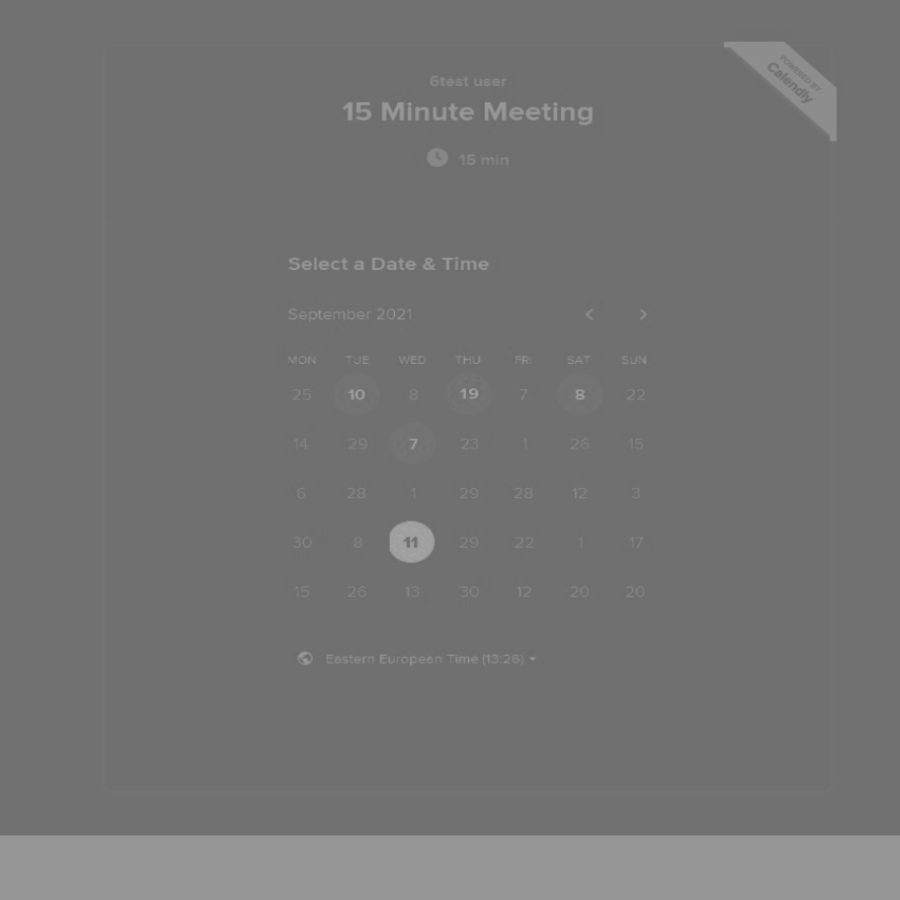 POWERED BY
Calendly
6test user
15 Minute Meeting
15 min
Select a Date & Time
September 2021
MON TUE WED THU FRI SAT SUN
25 10 8 19 7 8 22
14 29 7 23 1 26 15
6 28 1 29 28 12 3
30 8 11 29 22 1 17
15 26 13 30 12 20 20
Eastern European Time (13:26)